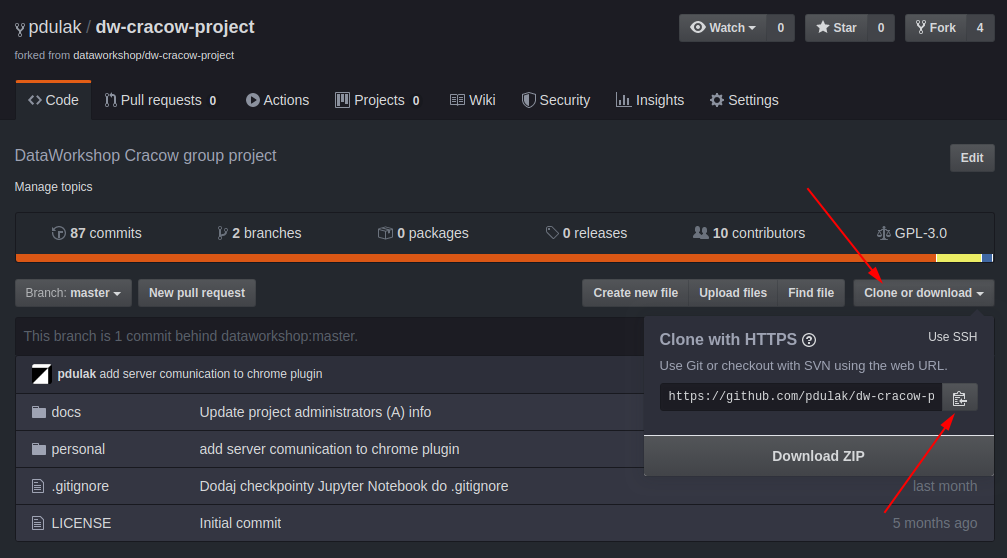 pdulak / dw-cracow-project
Watch 0 Star 0 Fork 4
forked from dataworkshop/dw-cracow-project
Code Pull requests 0 Actions Projects 0 Wiki Security Insights Settings
DataWorkshop Cracow group project
Edit
Manage topics
87 commits 2 branches 0 packages 0 releases 10 contributors GPL-3.0
Branch: master New pull request Create new file Upload files Find file Clone or download
This branch is 1 commit behind dataworkshop:master.
Clone with HTTPS ? Use SSH
Use Git or checkout with SVN using the web URL.
https://github.com/pdulak/dw-cracow-p
Download ZIP
pdulak add server comunication to chrome plugin
docs Update project administrators (A) info
personal add server comunication to chrome plugin
.gitignore Dodaj checkpointy Jupyter Notebook do .gitignore last month
LICENSE Initial commit 5 months ago